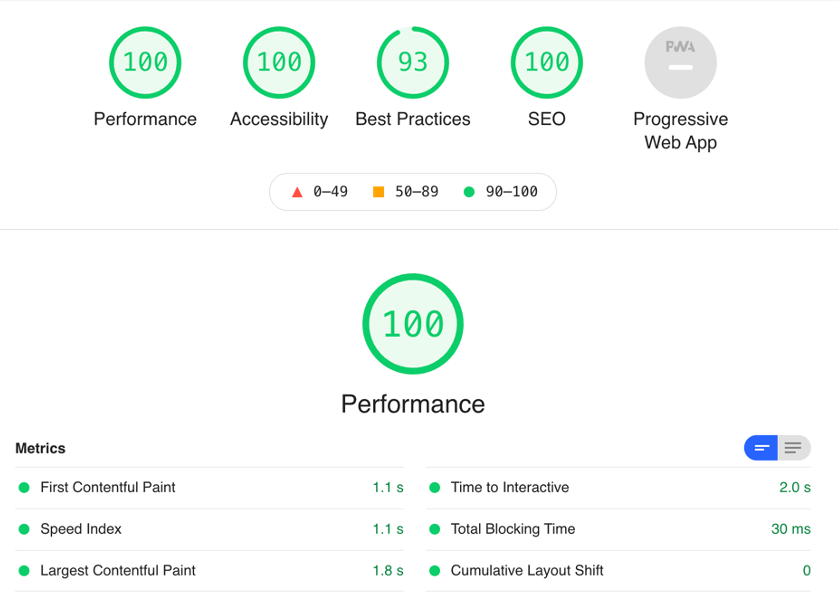 100 100 93 100 PWA
Performance Accessibility Best Practices SEO Progressive
Web App
0–49 50–89 90–100
100
Performance
Metrics
First Contentful Paint 1.1 s Time to Interactive 2.0 s
Speed Index 1.1 s Total Blocking Time 30 ms
Largest Contentful Paint 1.8 s Cumulative Layout Shift 0